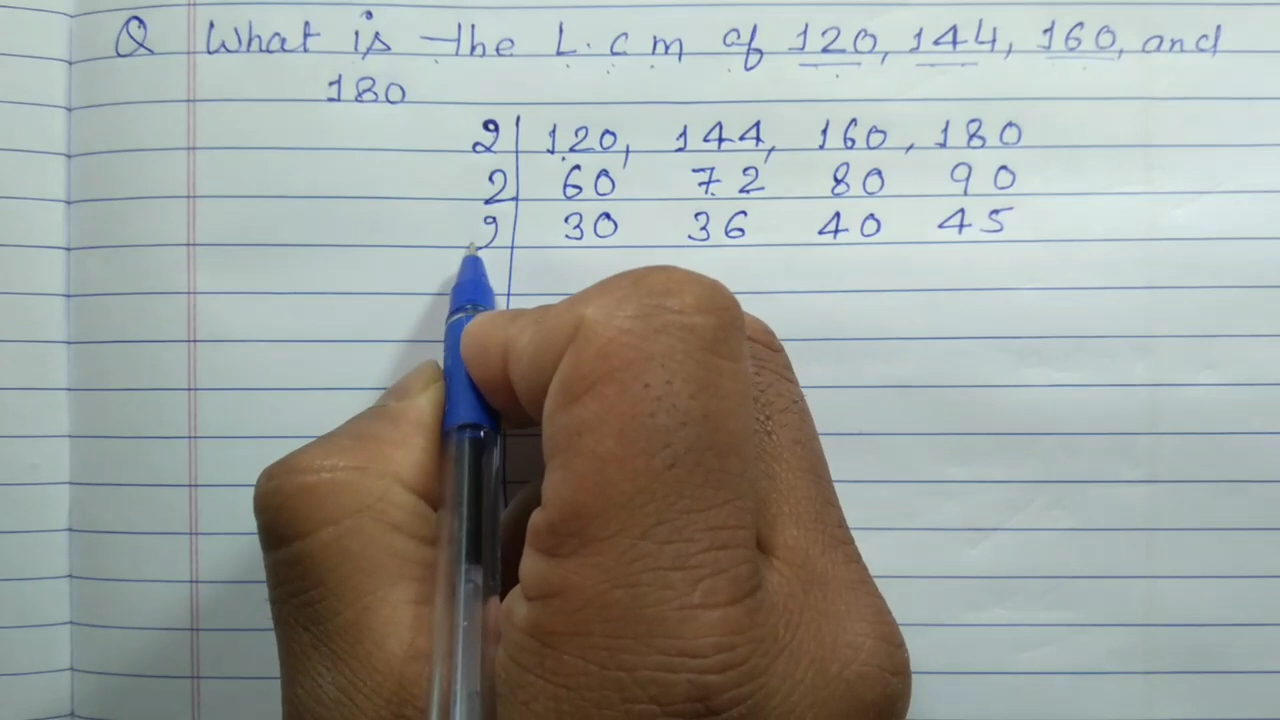 Q What is the L.C.M of 120, 144, 160, and
180
2| 120, 144, 160, 180
2| 60 72 80 90
2| 30 36 40 45